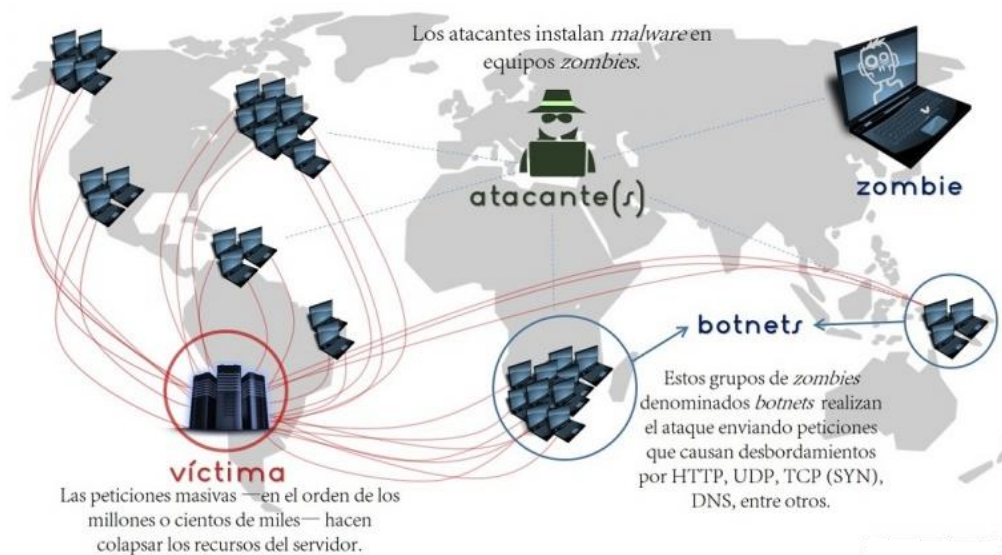 Los atacantes instalan malware en
equipos zombies.
atacante(s)
zombie
botnets
Estos grupos de zombies
denominados botnets realizan
el ataque enviando peticiones
que causan desbordamientos
por HTTP, UDP, TCP (SYN),
DNS, entre otros.
víctima
Las peticiones masivas —en el orden de los
millones o cientos de miles— hacen
colapsar los recursos del servidor.